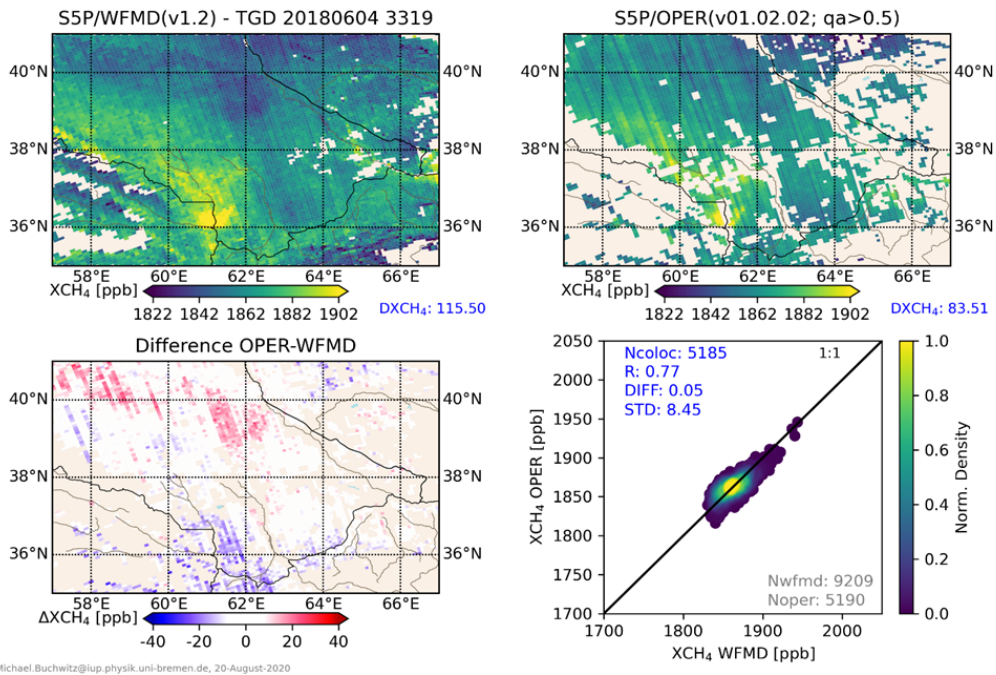 S5P/WFMD(v1.2) - TGD 20180604 3319
40°N
38°N
36°N
58°E 60°E 62°E 64°E 66°E
XCH₄ [ppb]
1822 1842 1862 1882 1902
DXCH₄: 115.50
S5P/OPER(v01.02.02; qa>0.5)
40°N
40°N
38°N
38°N
36°N
36°N
58°E 60°E 62°E 64°E 66°E
XCH₄ [ppb]
1822 1842 1862 1882 1902
DXCH₄: 83.51
Difference OPER-WFMD
40°N
40°N
38°N
38°N
36°N
36°N
58°E 60°E 62°E 64°E 66°E
ΔXCH₄ [ppb]
-40 -20 0 20 40
2050
2000
1950
1900
1850
1800
1750
1700
XCH₄ OPER [ppb]
Ncoloc: 5185
R: 0.77
DIFF: 0.05
STD: 8.45
1:1
Nwfmd: 9209
Noper: 5190
1700 1800 1900 2000
XCH₄ WFMD [ppb]
1.0
0.8
0.6
0.4
0.2
0.0
Norm. Density
Michael.Buchwitz@iup.physik.uni-bremen.de, 20-August-2020